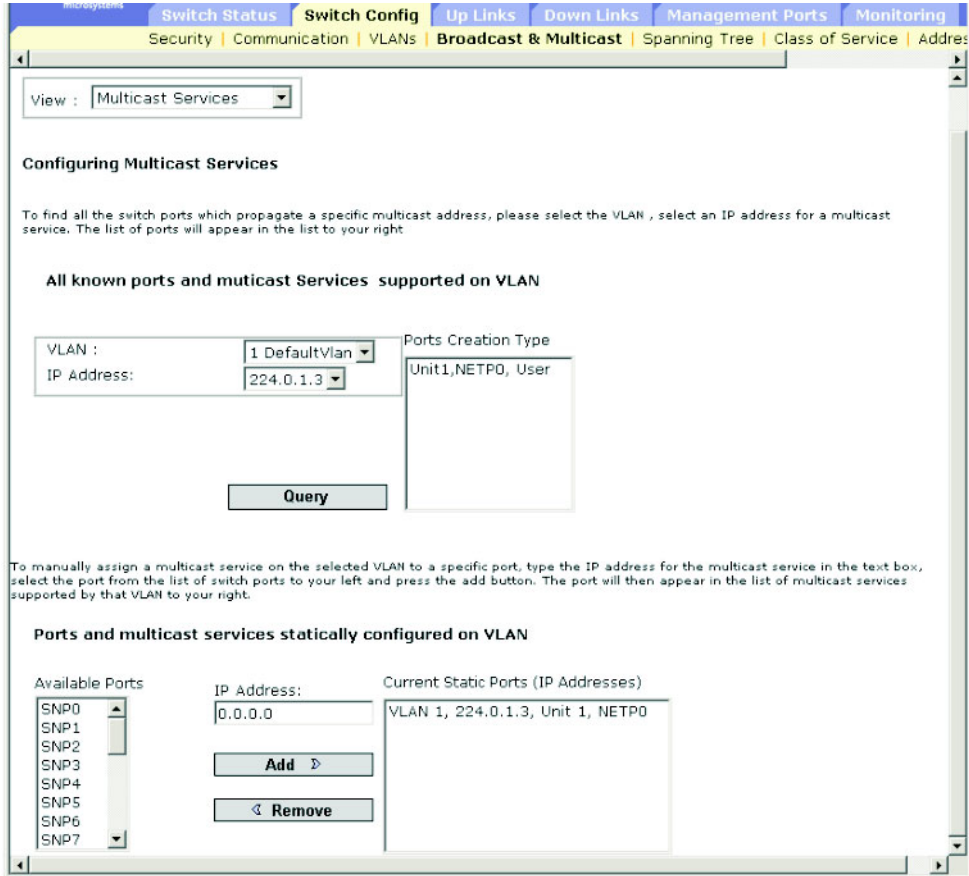 microsystems
Switch Status Switch Config Up Links Down Links Management Ports Monitoring
Security | Communication | VLANs | Broadcast & Multicast | Spanning Tree | Class of Service | Addres
View : Multicast Services
Configuring Multicast Services
To find all the switch ports which propagate a specific multicast address, please select the VLAN , select an IP address for a multicast
service. The list of ports will appear in the list to your right
All known ports and muticast Services supported on VLAN
VLAN : 1 DefaultVlan
IP Address: 224.0.1.3
Ports Creation Type
Unit1,NETP0, User
Query
To manually assign a multicast service on the selected VLAN to a specific port, type the IP address for the multicast service in the text box,
select the port from the list of switch ports to your left and press the add button. The port will then appear in the list of multicast services
supported by that VLAN to your right.
Ports and multicast services statically configured on VLAN
Available Ports
SNP0
SNP1
SNP2
SNP3
SNP4
SNP5
SNP6
SNP7
IP Address:
0.0.0.0
Add
Remove
Current Static Ports (IP Addresses)
VLAN 1, 224.0.1.3, Unit 1, NETP0